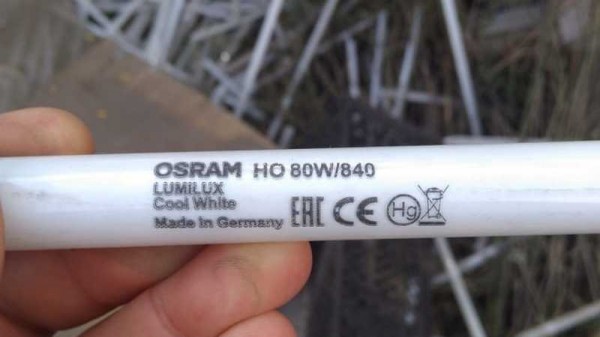 OSRAM HO 80W/840
LUMILUX
Cool White
Made in Germany EAC CE Hg